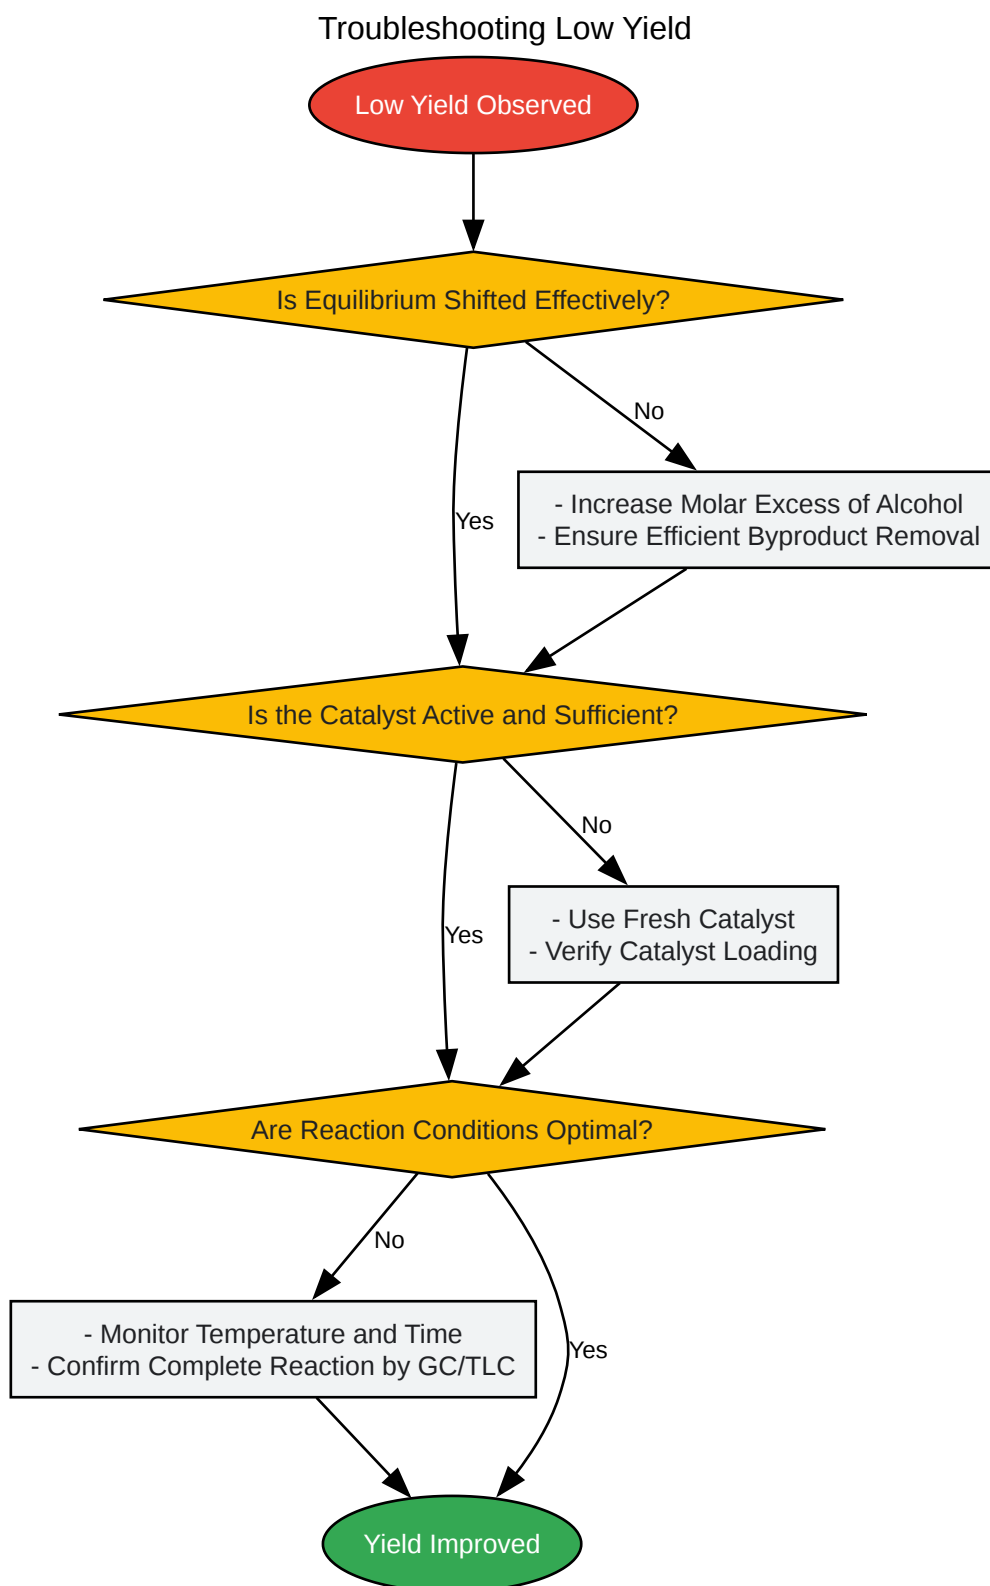 Troubleshooting Low Yield
Low Yield Observed
Is Equilibrium Shifted Effectively?
No
- Increase Molar Excess of Alcohol
- Ensure Efficient Byproduct Removal
Yes
Is the Catalyst Active and Sufficient?
No
- Use Fresh Catalyst
- Verify Catalyst Loading
Yes
Are Reaction Conditions Optimal?
No
- Monitor Temperature and Time
- Confirm Complete Reaction by GC/TLC
Yes
Yield Improved